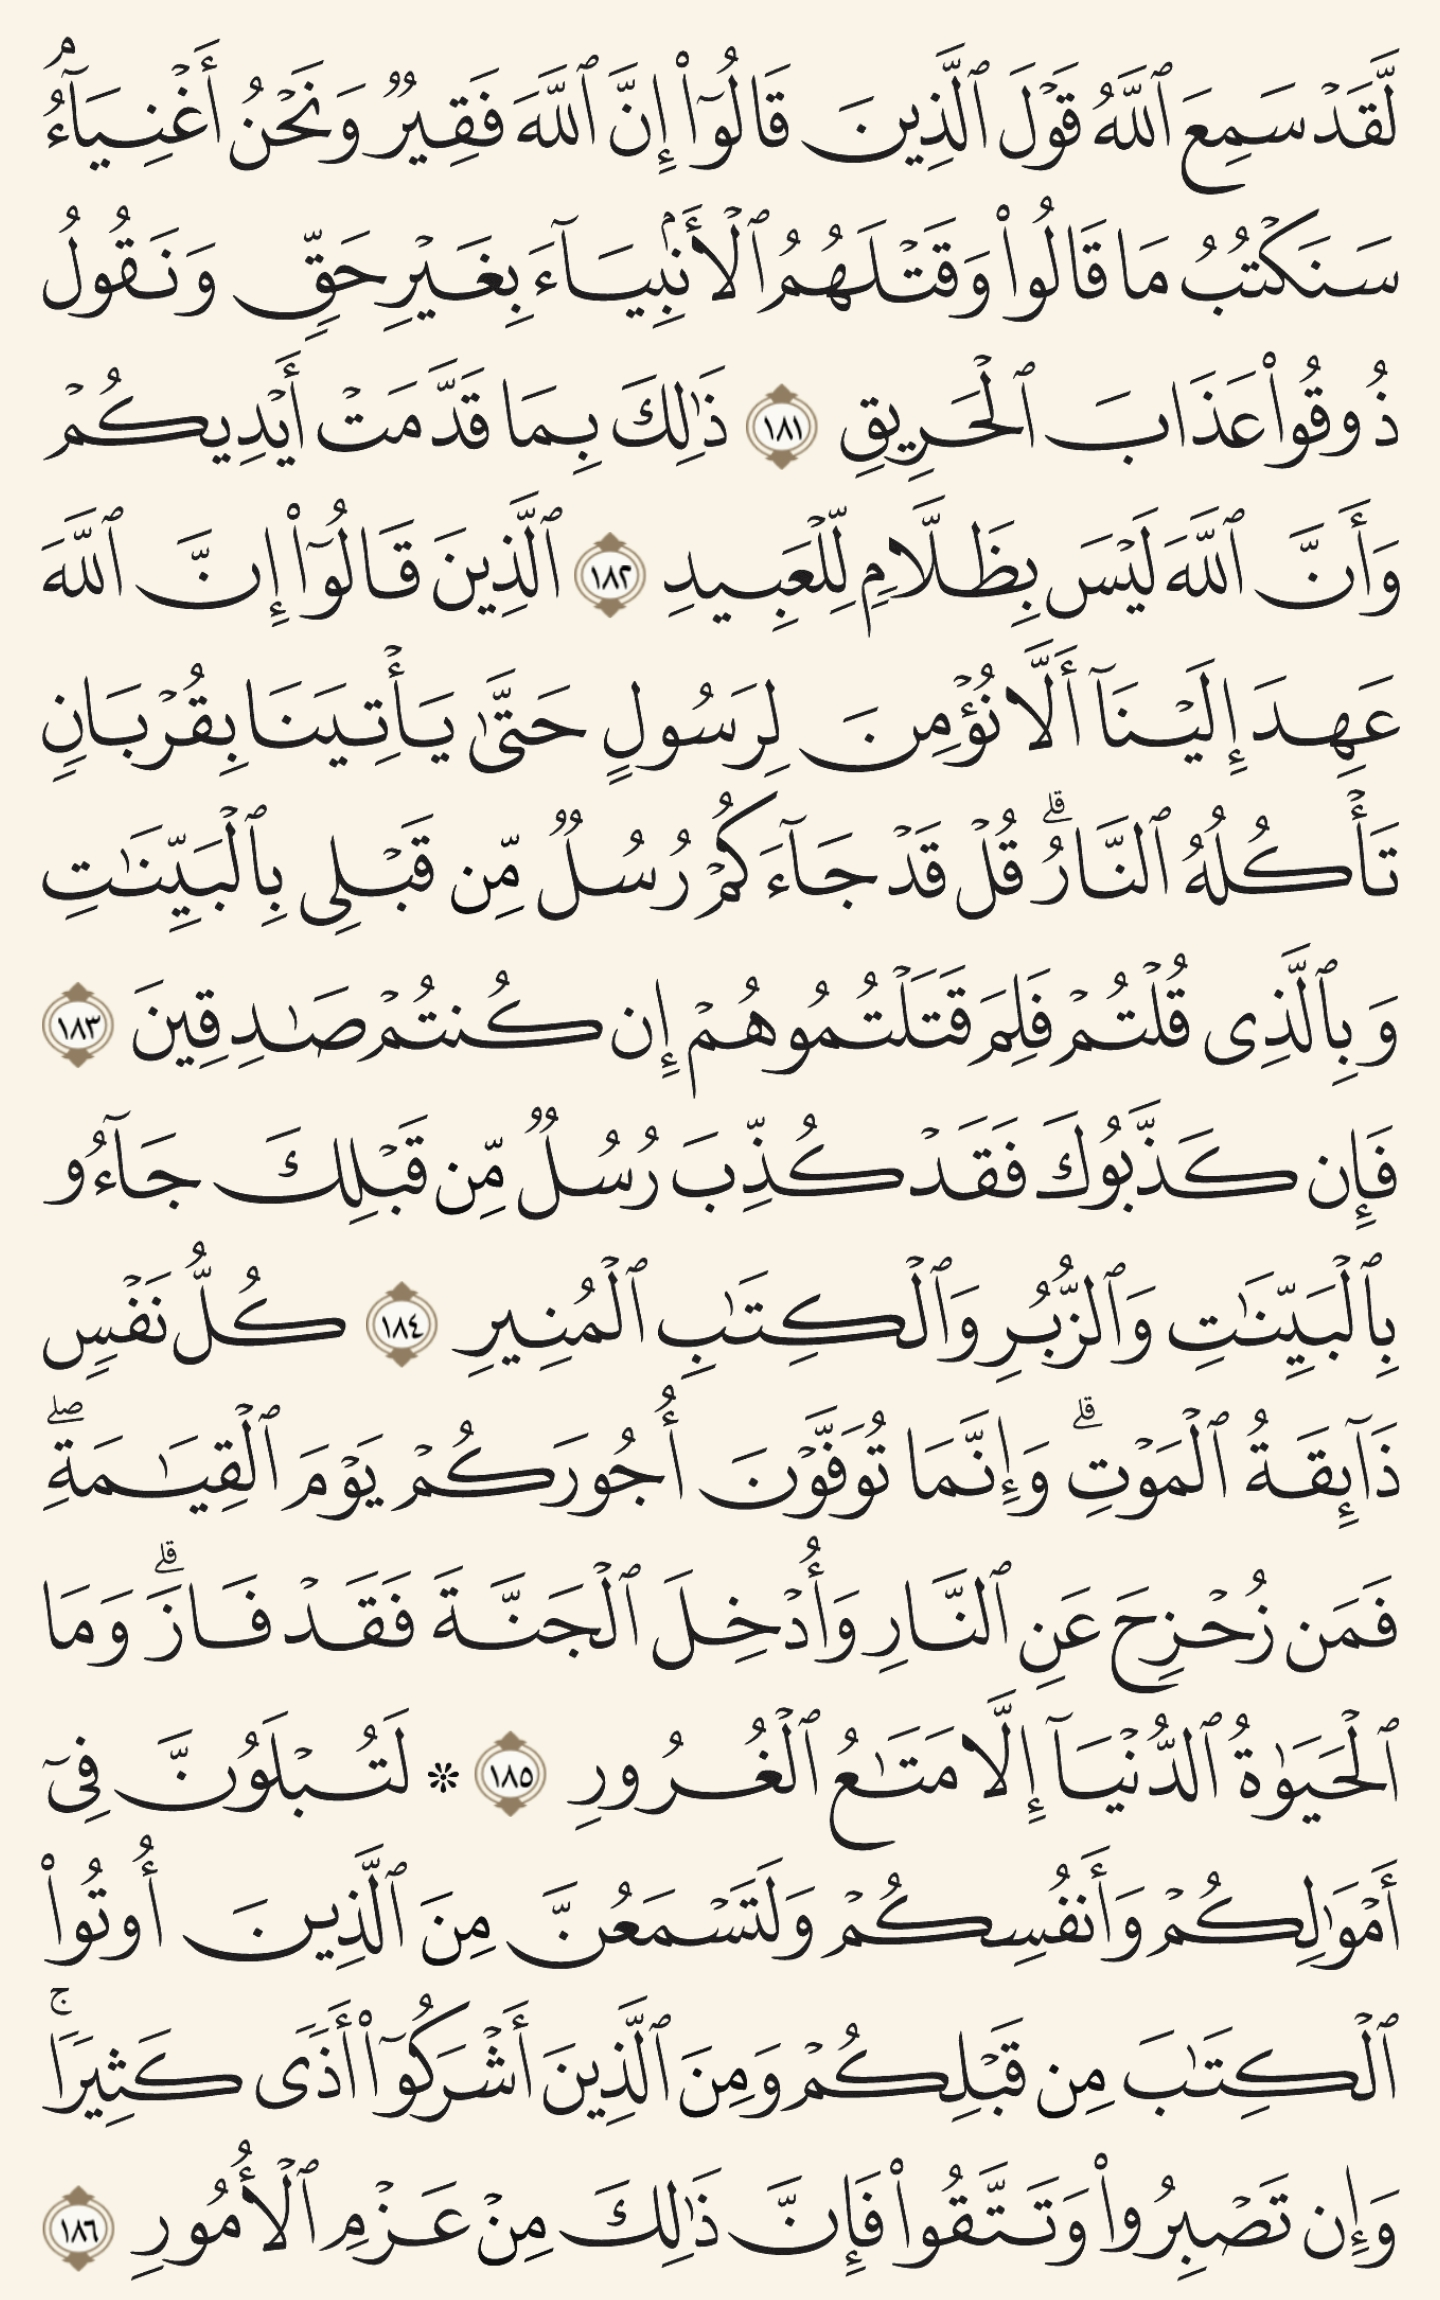 لَّقَدۡ سَمِعَ ٱللَّهُ قَوۡلَ ٱلَّذِينَ قَالُوٓاْ إِنَّ ٱللَّهَ فَقِيرٞ وَنَحۡنُ أَغۡنِيَآءُۘ
سَنَكۡتُبُ مَا قَالُواْ وَقَتۡلَهُمُ ٱلۡأَنۢبِيَآءَ بِغَيۡرِ حَقّٖ وَنَقُولُ
ذُوقُواْ عَذَابَ ٱلۡحَرِيقِ ١٨١ ذَٰلِكَ بِمَا قَدَّمَتۡ أَيۡدِيكُمۡ
وَأَنَّ ٱللَّهَ لَيۡسَ بِظَلَّامٖ لِّلۡعَبِيدِ ١٨٢ ٱلَّذِينَ قَالُوٓاْ إِنَّ ٱللَّهَ
عَهِدَ إِلَيۡنَآ أَلَّا نُؤۡمِنَ لِرَسُولٍ حَتَّىٰ يَأۡتِيَنَا بِقُرۡبَانٖ
تَأۡكُلُهُ ٱلنَّارُۗ قُلۡ قَدۡ جَآءَكُمۡ رُسُلٞ مِّن قَبۡلِي بِٱلۡبَيِّنَٰتِ
وَبِٱلَّذِي قُلۡتُمۡ فَلِمَ قَتَلۡتُمُوهُمۡ إِن كُنتُمۡ صَٰدِقِينَ ١٨٣
فَإِن كَذَّبُوكَ فَقَدۡ كُذِّبَ رُسُلٞ مِّن قَبۡلِكَ جَآءُو
بِٱلۡبَيِّنَٰتِ وَٱلزُّبُرِ وَٱلۡكِتَٰبِ ٱلۡمُنِيرِ ١٨٤ كُلُّ نَفۡسٖ
ذَآئِقَةُ ٱلۡمَوۡتِۗ وَإِنَّمَا تُوَفَّوۡنَ أُجُورَكُمۡ يَوۡمَ ٱلۡقِيَٰمَةِۖ
فَمَن زُحۡزِحَ عَنِ ٱلنَّارِ وَأُدۡخِلَ ٱلۡجَنَّةَ فَقَدۡ فَازَۗ وَمَا
ٱلۡحَيَوٰةُ ٱلدُّنۡيَآ إِلَّا مَتَٰعُ ٱلۡغُرُورِ ١٨٥ ۞ لَتُبۡلَوُنَّ فِيٓ
أَمۡوَٰلِكُمۡ وَأَنفُسِكُمۡ وَلَتَسۡمَعُنَّ مِنَ ٱلَّذِينَ أُوتُواْ
ٱلۡكِتَٰبَ مِن قَبۡلِكُمۡ وَمِنَ ٱلَّذِينَ أَشۡرَكُوٓاْ أَذٗى كَثِيرٗاۚ
وَإِن تَصۡبِرُواْ وَتَتَّقُواْ فَإِنَّ ذَٰلِكَ مِنۡ عَزۡمِ ٱلۡأُمُورِ ١٨٦